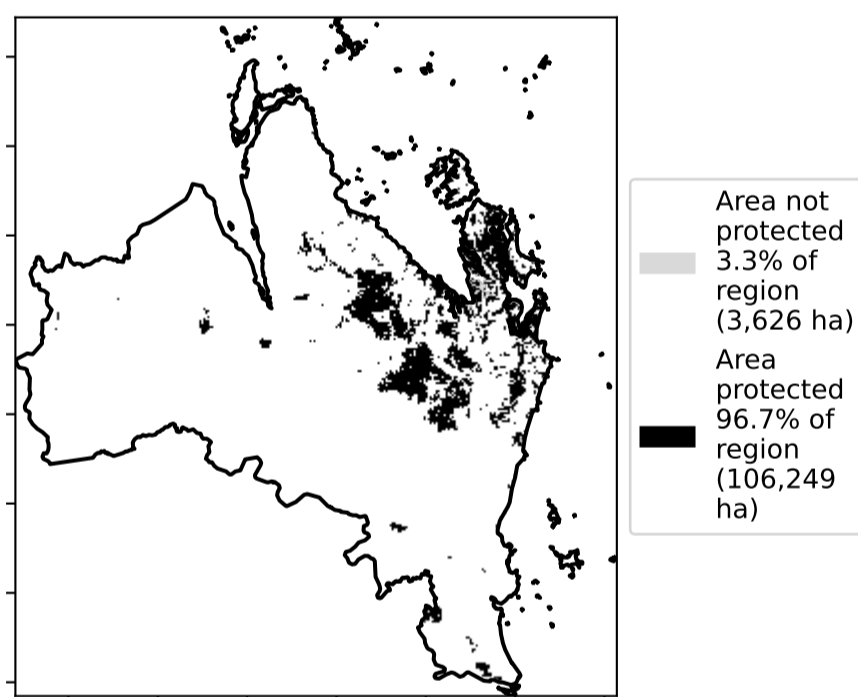 Area not
protected
3.3% of
region
(3,626 ha)
Area
protected
96.7% of
region
(106,249
ha)